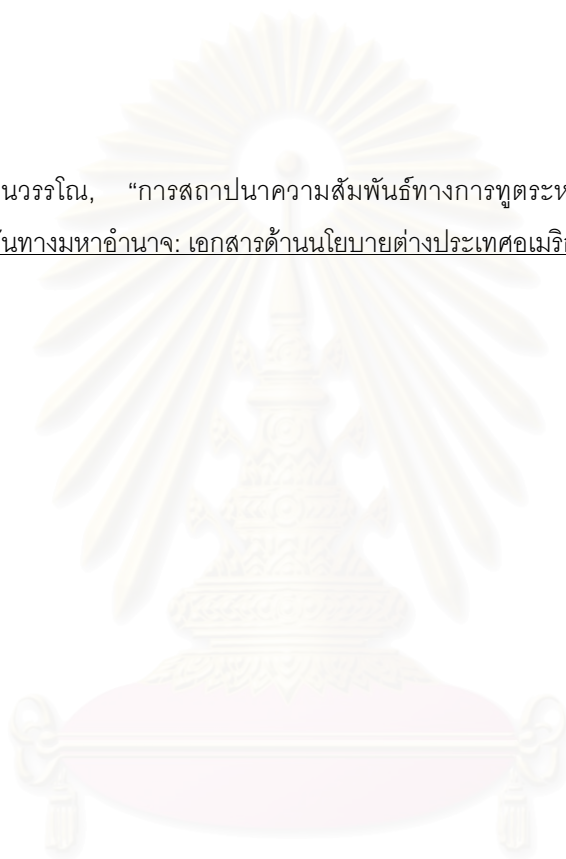 นวรรโณ, “การสถาปนาความสัมพันธ์ทางการทูตระห
ันทางมหาอำนาจ: เอกสารด้านนโยบายต่างประเทศอเมริก